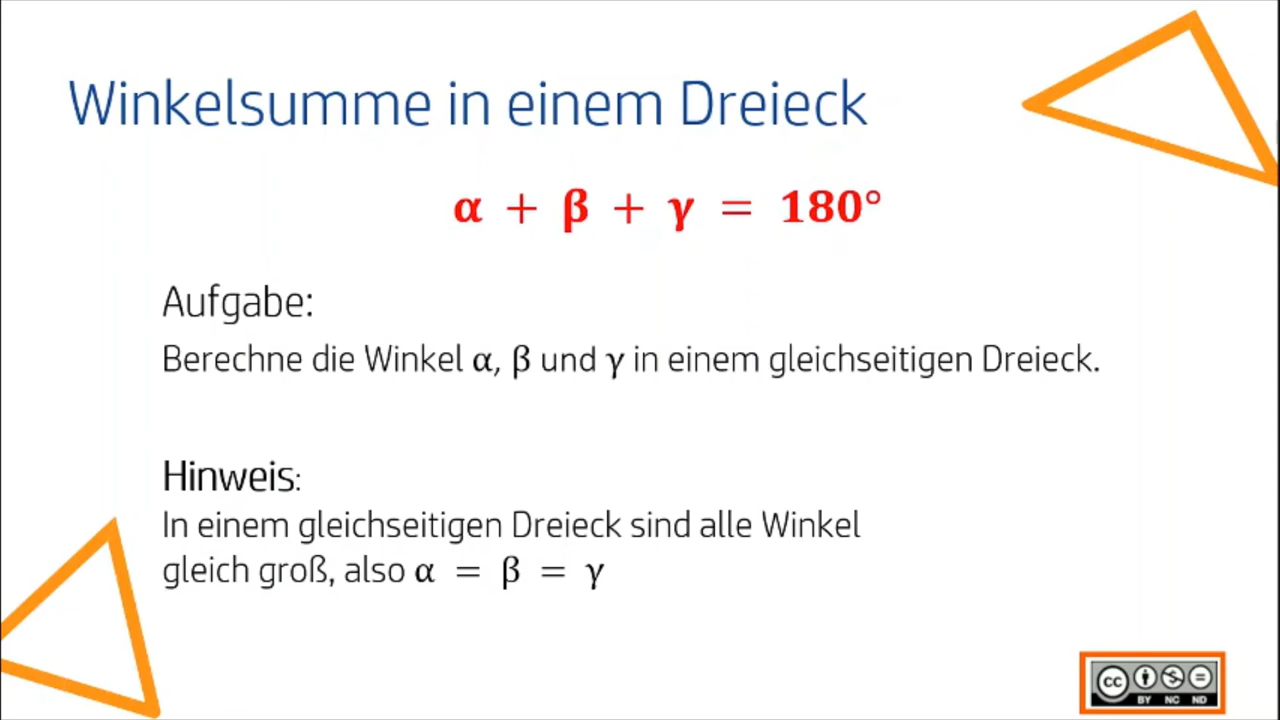 Winkelsumme in einem Dreieck
α + β + γ = 180°
Aufgabe:
Berechne die Winkel α, β und γ in einem gleichseitigen Dreieck.
Hinweis:
In einem gleichseitigen Dreieck sind alle Winkel
gleich groß, also α = β = γ
cc
BY NC ND